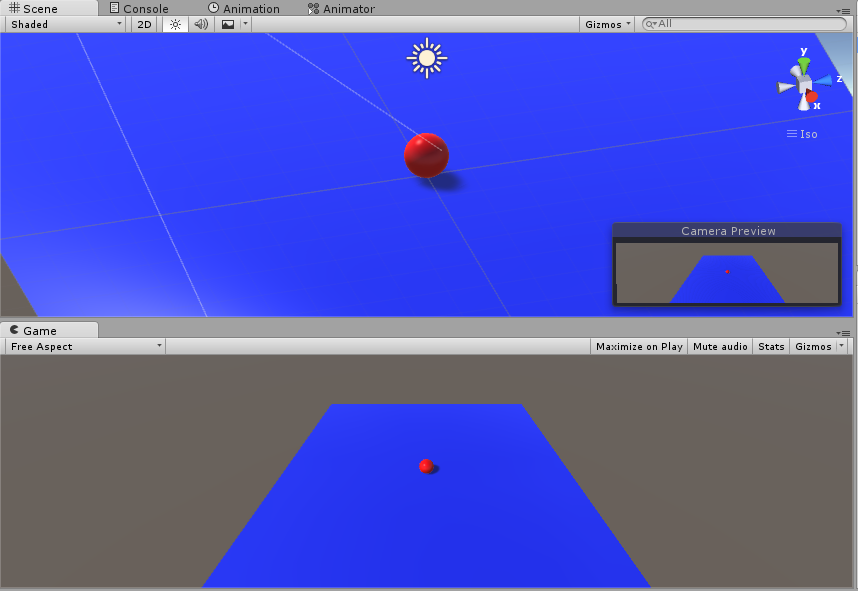 Scene Console Animation Animator
Shaded 2D Gizmos All
y
z
x
Iso
Camera Preview
Game
Free Aspect Maximize on Play Mute audio Stats Gizmos